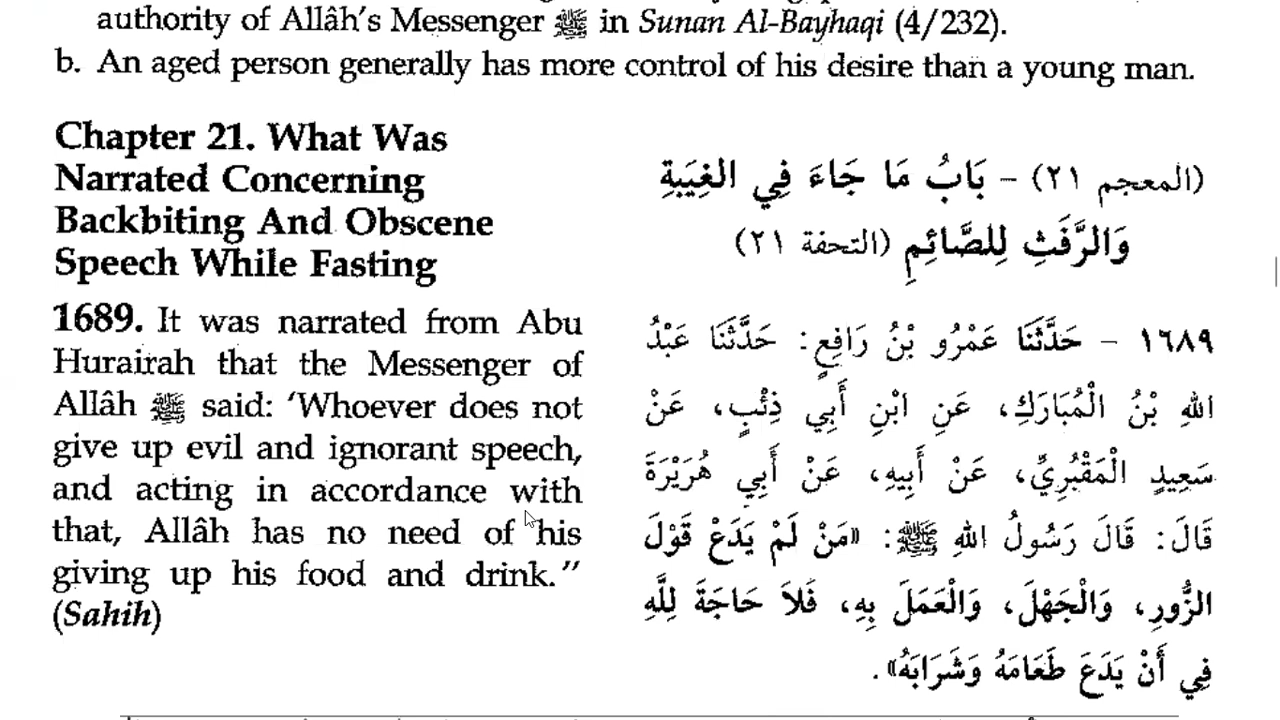 authority of Allâh's Messenger ﷺ in Sunan Al-Bayhaqi (4/232).
b. An aged person generally has more control of his desire than a young man.
Chapter 21. What Was
Narrated Concerning
Backbiting And Obscene
Speech While Fasting
(المعجم ٢١) - بَابُ مَا جَاءَ فِي الغِيَبِةِ
وَالرَّفَثِ لِلصَّائِمِ (التحفة ٢١)
1689. It was narrated from Abu
Hurairah that the Messenger of
Allâh ﷺ said: 'Whoever does not
give up evil and ignorant speech,
and acting in accordance with
that, Allâh has no need of his
giving up his food and drink."
(Sahih)
١٦٨٩ - حَدَّثَنَا عَمْرُو بْنُ رَافِعٍ: حَدَّثَنَا عَبْدُ
اللهِ بْنُ الْمُبَارَكِ، عَنِ ابْنِ أَبِي ذِئْبٍ، عَنْ
سَعِيدٍ الْمَقْبُرِيِّ، عَنْ أَبِيهِ، عَنْ أَبِي هُرَيْرَةَ
قَالَ: قَالَ رَسُولُ اللهِ ﷺ: «مَنْ لَمْ يَدَعْ قَوْلَ
الزُّورِ، وَالْجَهْلَ، وَالْعَمَلَ بِهِ، فَلاَ حَاجَةَ لِلَّهِ
فِي أَنْ يَدَعَ طَعَامَهُ وَشَرَابَهُ».